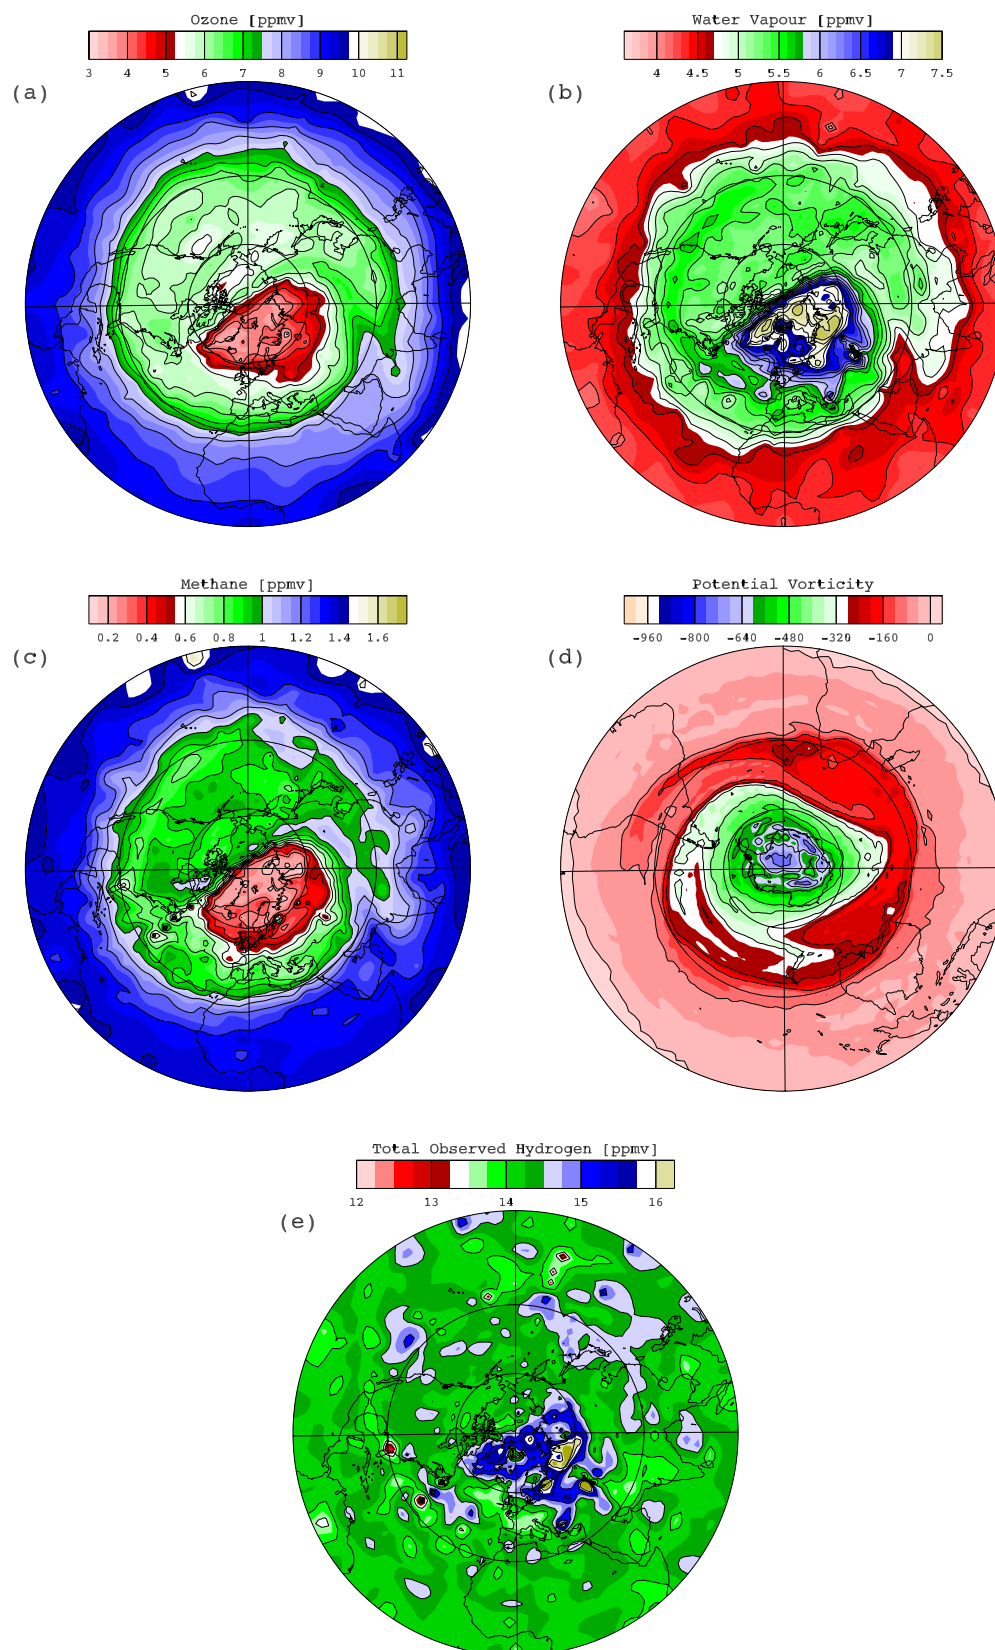 Ozone [ppmv]
3 4 5 6 7 8 9 10 11
(a)
Water Vapour [ppmv]
4 4.5 5 5.5 6 6.5 7 7.5
(b)
Methane [ppmv]
0.2 0.4 0.6 0.8 1 1.2 1.4 1.6
(c)
Potential Vorticity
-960 -800 -640 -480 -320 -160 0
(d)
Total Observed Hydrogen [ppmv]
12 13 14 15 16
(e)